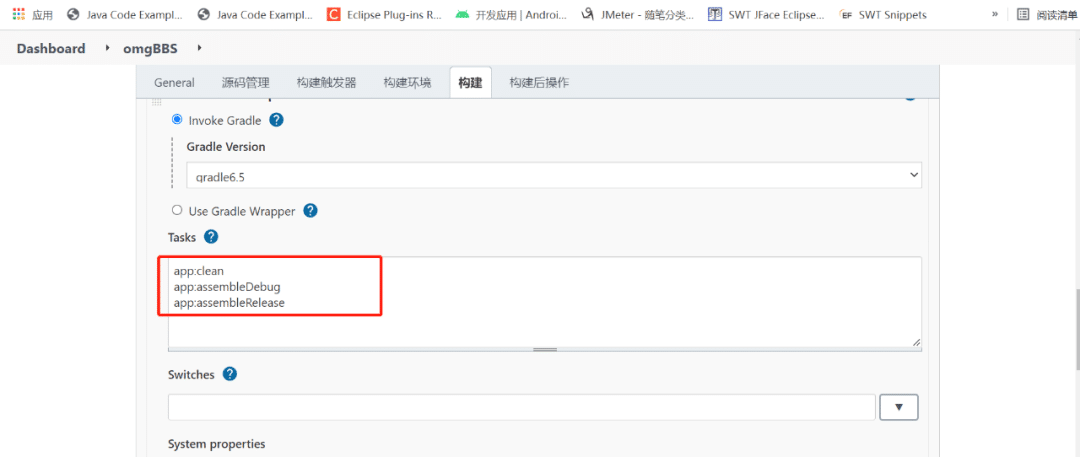 应用 Java Code Exampl... Java Code Exampl... Eclipse Plug-ins R... 开发应用 | Androi... JMeter - 随笔分类... SWT JFace Eclipse... SWT Snippets » 阅读清单
Dashboard omgBBS
General 源码管理 构建触发器 构建环境 构建 构建后操作
Invoke Gradle ?
Gradle Version
gradle6.5
Use Gradle Wrapper ?
Tasks ?
app:clean
app:assembleDebug
app:assembleRelease
Switches ?
System properties